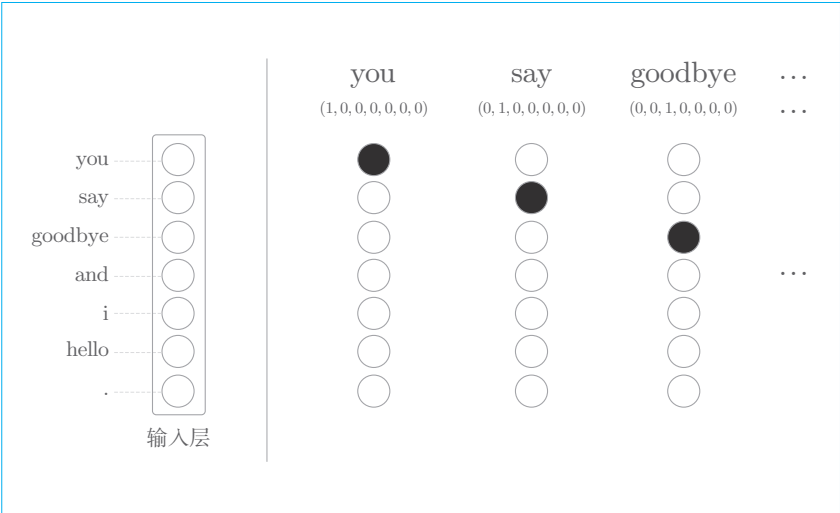 you say goodbye ...
(1, 0, 0, 0, 0, 0, 0) (0, 1, 0, 0, 0, 0, 0) (0, 0, 1, 0, 0, 0, 0) ...
you
say
goodbye
and ...
i
hello
.
输入层